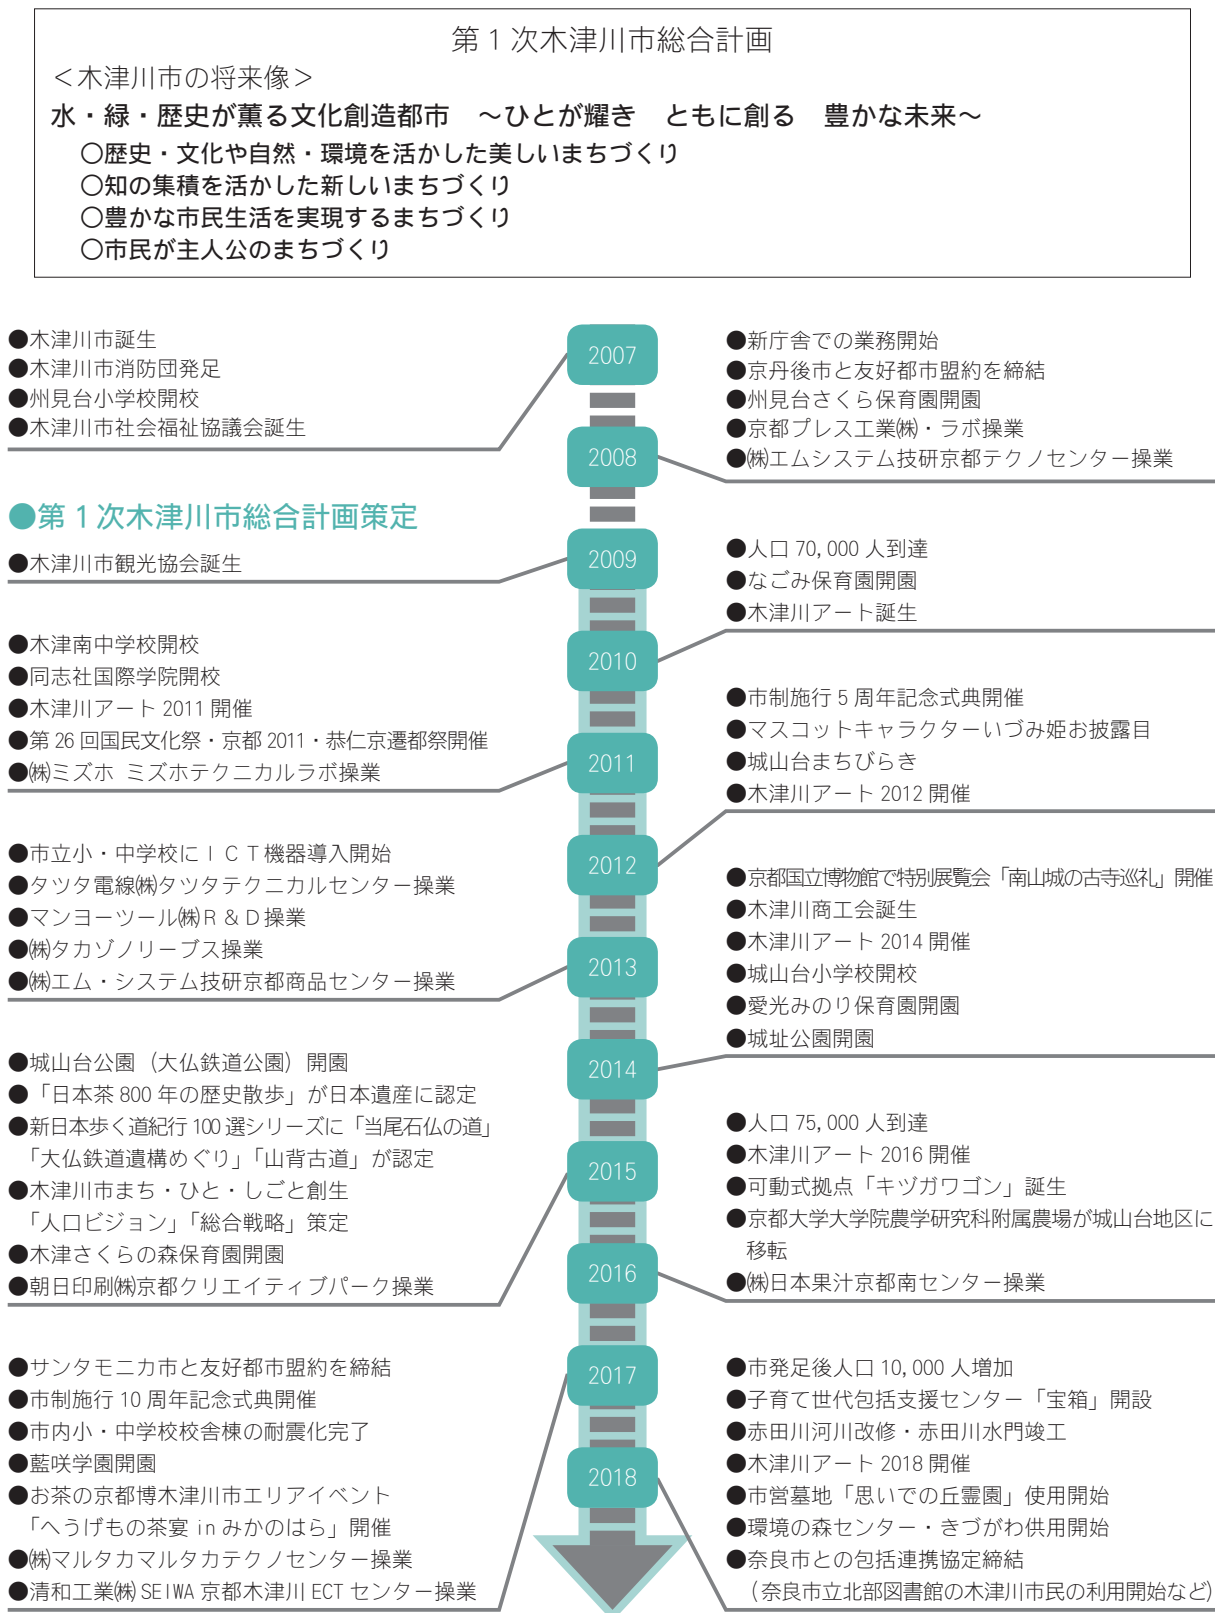 第1次木津川市総合計画
＜木津川市の将来像＞
水・緑・歴史が薫る文化創造都市　～ひとが耀き　ともに創る　豊かな未来～
○歴史・文化や自然・環境を活かした美しいまちづくり
○知の集積を活かした新しいまちづくり
○豊かな市民生活を実現するまちづくり
○市民が主人公のまちづくり
2007
●木津川市誕生
●木津川市消防団発足
●州見台小学校開校
●木津川市社会福祉協議会誕生
2008
●新庁舎での業務開始
●京丹後市と友好都市盟約を締結
●州見台さくら保育園開園
●京都プレス工業㈱・ラボ操業
●㈱エムシステム技研京都テクノセンター操業
2009
●第1次木津川市総合計画策定
●木津川市観光協会誕生
2010
●人口 70,000 人到達
●なごみ保育園開園
●木津川アート誕生
2011
●木津南中学校開校
●同志社国際学院開校
●木津川アート 2011 開催
●第 26 回国民文化祭・京都 2011・恭仁京遷都祭開催
●㈱ミズホ ミズホテクニカルラボ操業
2012
●市制施行 5 周年記念式典開催
●マスコットキャラクターいづみ姫お披露目
●城山台まちびらき
●木津川アート 2012 開催
2013
●市立小・中学校にＩＣＴ機器導入開始
●タツタ電線㈱タツタテクニカルセンター操業
●マンヨーツール㈱Ｒ＆Ｄ操業
●㈱タカゾノリーブス操業
●㈱エム・システム技研京都商品センター操業
2014
●京都国立博物館で特別展覧会「南山城の古寺巡礼」開催
●木津川商工会誕生
●木津川アート 2014 開催
●城山台小学校開校
●愛光みのり保育園開園
●城址公園開園
2015
●城山台公園（大仏鉄道公園）開園
●「日本茶 800 年の歴史散歩」が日本遺産に認定
●新日本歩く道紀行 100 選シリーズに「当尾石仏の道」
「大仏鉄道遺構めぐり」「山背古道」が認定
●木津川市まち・ひと・しごと創生
「人口ビジョン」「総合戦略」策定
●木津さくらの森保育園開園
●朝日印刷㈱京都クリエイティブパーク操業
2016
●人口 75,000 人到達
●木津川アート 2016 開催
●可動式拠点「キヅガワゴン」誕生
●京都大学大学院農学研究科附属農場が城山台地区に
移転
●㈱日本果汁京都南センター操業
2017
●サンタモニカ市と友好都市盟約を締結
●市制施行 10 周年記念式典開催
●市内小・中学校校舎棟の耐震化完了
●藍咲学園開園
●お茶の京都博木津川市エリアイベント
「へうげもの茶宴 in みかのはら」開催
●㈱マルタカマルタカテクノセンター操業
●清和工業㈱ SEIWA 京都木津川 ECT センター操業
2018
●市発足後人口 10,000 人増加
●子育て世代包括支援センター「宝箱」開設
●赤田川河川改修・赤田川水門竣工
●木津川アート 2018 開催
●市営墓地「思いでの丘霊園」使用開始
●環境の森センター・きづがわ供用開始
●奈良市との包括連携協定締結
（奈良市立北部図書館の木津川市民の利用開始など）